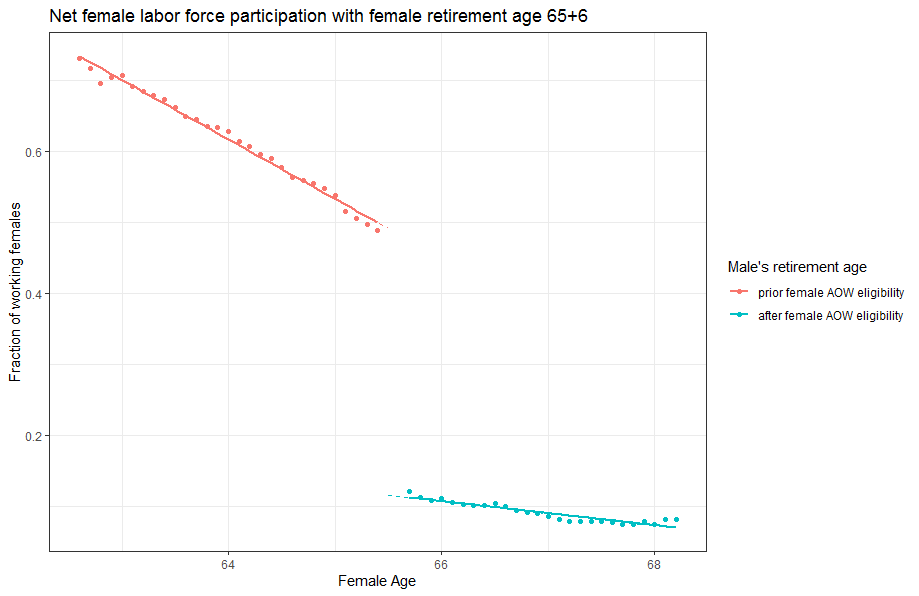 Net female labor force participation with female retirement age 65+6
Fraction of working females
0.6
0.4
0.2
64
66
68
Female Age
Male's retirement age
prior female AOW eligibility
after female AOW eligibility